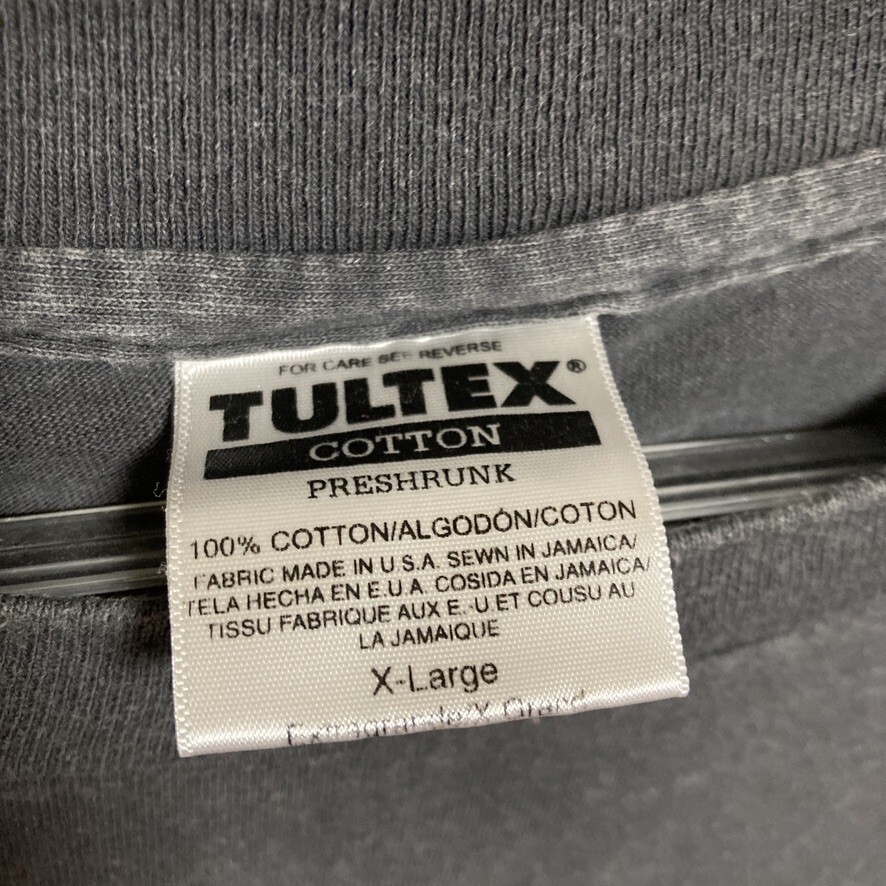 FOR CARE SEE REVERSE
TULTEX®
COTTON
PRESHRUNK
100% COTTON/ALGODÓN/COTON
FABRIC MADE IN U S.A. SEWN IN JAMAICA/
TELA HECHA EN E.U A. COSIDA EN JAMAICA/
TISSU FABRIQUE AUX E.-U ET COUSU AU
LA JAMAIQUE
X-Large